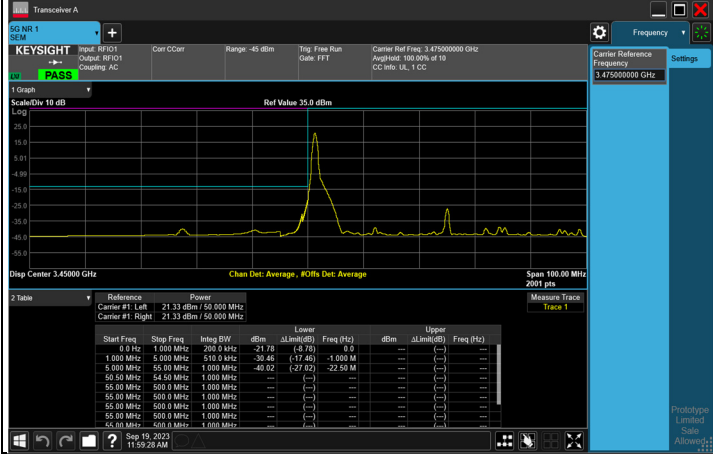 Transceiver A
5G NR 1
SEM
Frequency
KEYSIGHT
Input: RFIO1
Output: RFIO1
Coupling: AC
Corr CCorr
Range: -45 dBm
Trig: Free Run
Gate: FFT
Carrier Ref Freq: 3.475000000 GHz
Avg|Hold: 100.00% of 10
CC Info: UL, 1 CC
PASS
Carrier Reference
Frequency
3.475000000 GHz
Settings
1 Graph
Scale/Div 10 dB
Ref Value 35.0 dBm
Log
25.0
15.0
5.01
-4.99
-15.0
-25.0
-35.0
-45.0
-55.0
Disp Center 3.45000 GHz
Chan Det: Average , #Offs Det: Average
Span 100.00 MHz
2001 pts
2 Table
Reference Power
Carrier #1: Left 21.33 dBm / 50.000 MHz
Carrier #1: Right 21.33 dBm / 50.000 MHz
Measure Trace
Trace 1
Lower Upper
Start Freq Stop Freq Integ BW dBm ΔLimit(dB) Freq (Hz) dBm ΔLimit(dB) Freq (Hz)
0.0 Hz 1.000 MHz 200.0 kHz -21.78 (-8.78) 0.0 --- (---) ---
1.000 MHz 5.000 MHz 510.0 kHz -30.46 (-17.46) -1.000 M --- (---) ---
5.000 MHz 55.00 MHz 1.000 MHz -40.02 (-27.02) -22.50 M --- (---) ---
50.50 MHz 54.50 MHz 1.000 MHz --- (---) --- --- (---) ---
55.00 MHz 500.0 MHz 1.000 MHz --- (---) --- --- (---) ---
55.00 MHz 500.0 MHz 1.000 MHz --- (---) --- --- (---) ---
55.00 MHz 500.0 MHz 1.000 MHz --- (---) --- --- (---) ---
55.00 MHz 500.0 MHz 1.000 MHz --- (---) --- --- (---) ---
55.00 MHz 500.0 MHz 1.000 MHz --- (---) --- --- (---) ---
Prototype
Limited
Sale
Allowed
Sep 19, 2023
11:59:28 AM